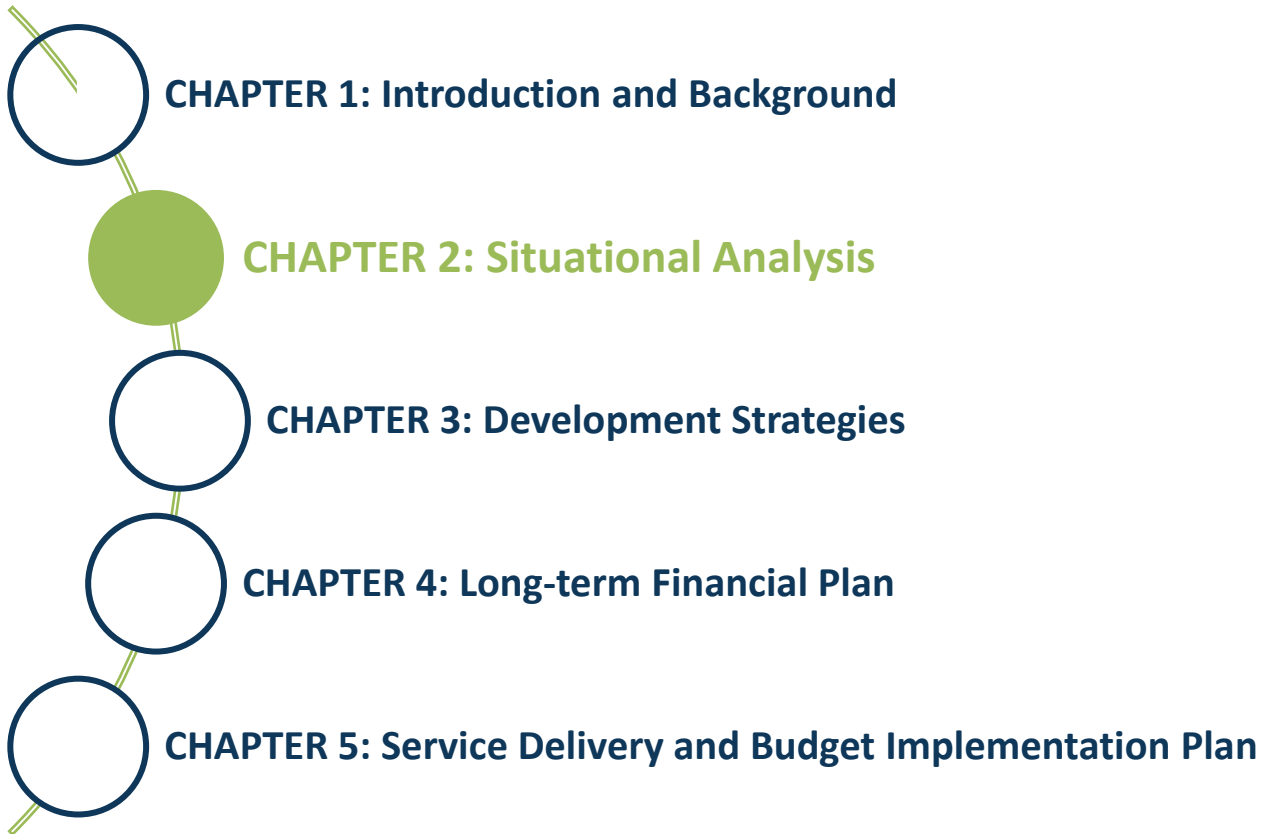 CHAPTER 1: Introduction and Background
CHAPTER 2: Situational Analysis
CHAPTER 3: Development Strategies
CHAPTER 4: Long-term Financial Plan
CHAPTER 5: Service Delivery and Budget Implementation Plan